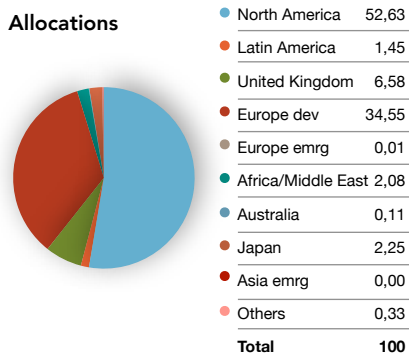 Allocations
North America 52,63
Latin America 1,45
United Kingdom 6,58
Europe dev 34,55
Europe emrg 0,01
Africa/Middle East 2,08
Australia 0,11
Japan 2,25
Asia emrg 0,00
Others 0,33
Total 100